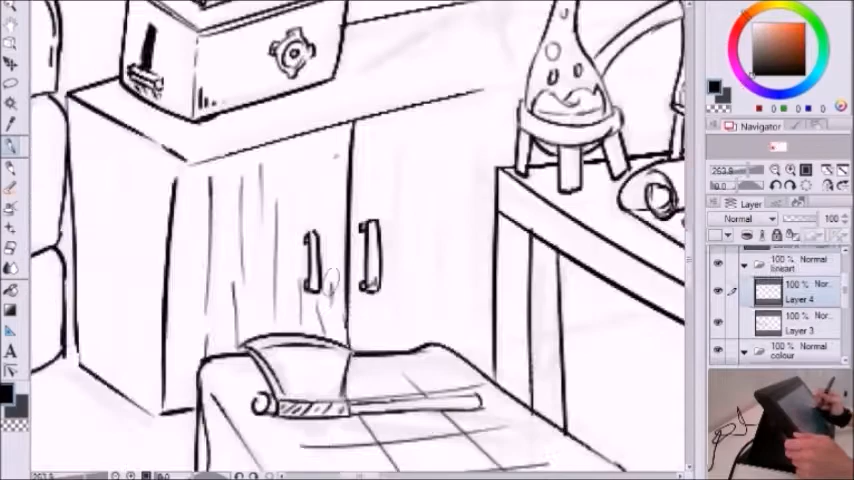 Navigator
Layer
Normal
100
100 % Normal
lineart
100 % Nor...
Layer 4
100 % Nor...
Layer 3
100 % Normal
colour